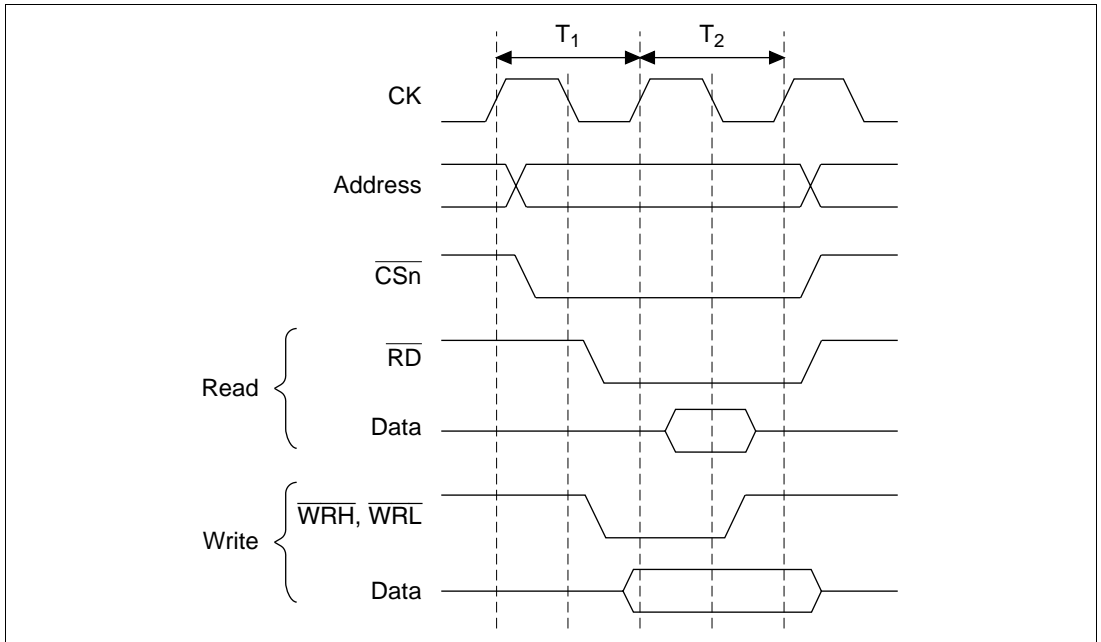 T1 T2
CK
Address
CSn
RD
Read
Data
WRH, WRL
Write
Data